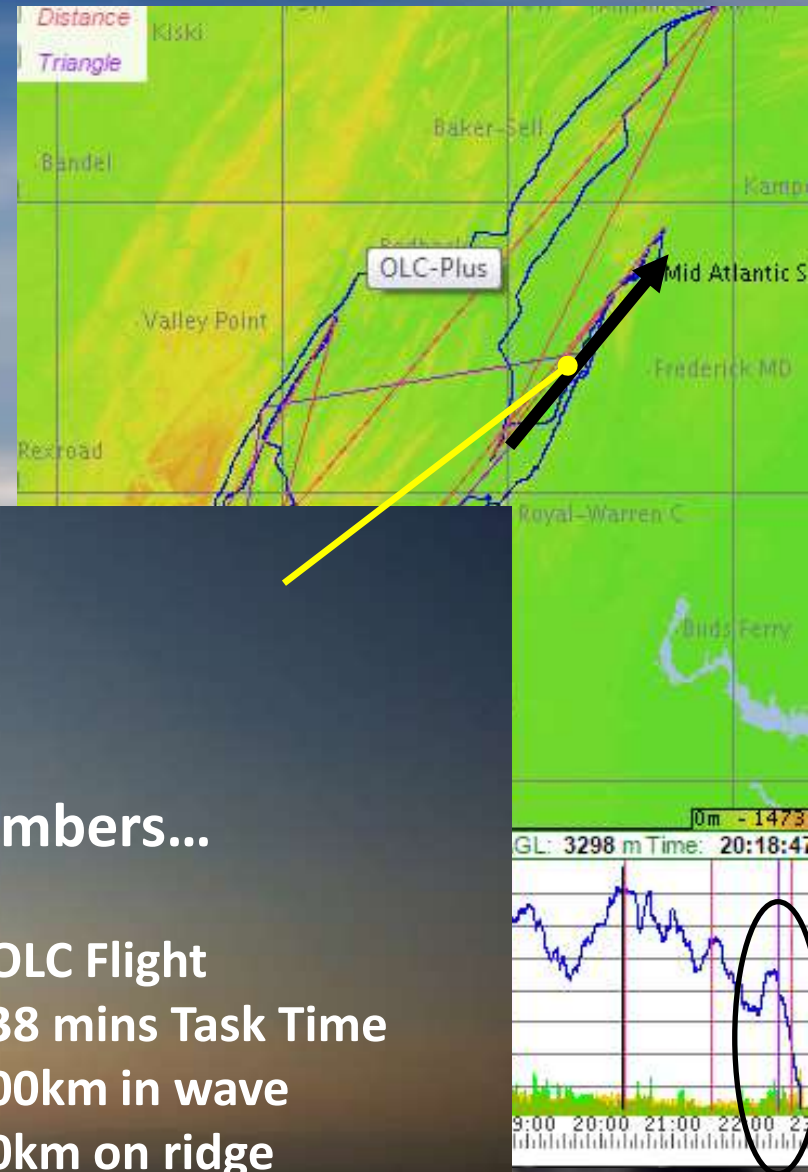 Distance
Kiski
Triangle
Baker-Sell
Bandel
OLC-Plus
Mid Atlantic S
Valley Point
Frederick MD
Rexroad
Royal-Warren C
Buds Ferry
0m - 1473
mbers…
GL: 3298 m Time: 20:18:47
OLC Flight
38 mins Task Time
00km in wave
0km on ridge
9:00 20:00 21:00 22:00